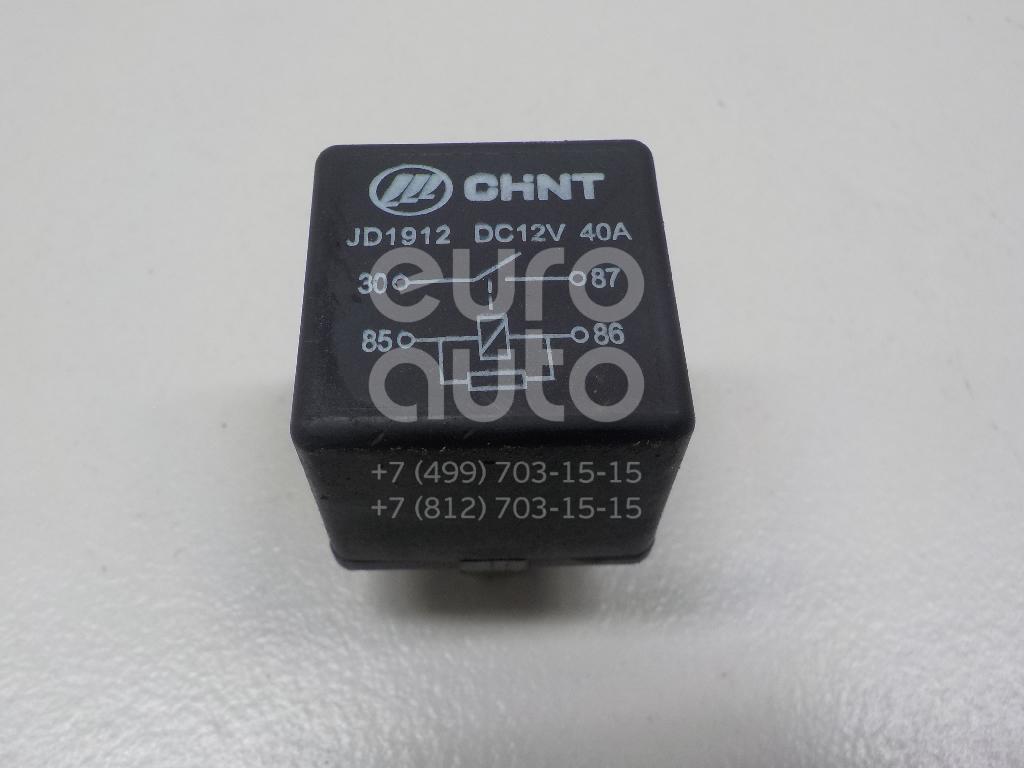 CHNT
JD1912 DC12V 40A
30 87
85 86
euro
auto
+7 (499) 703-15-15
+7 (812) 703-15-15